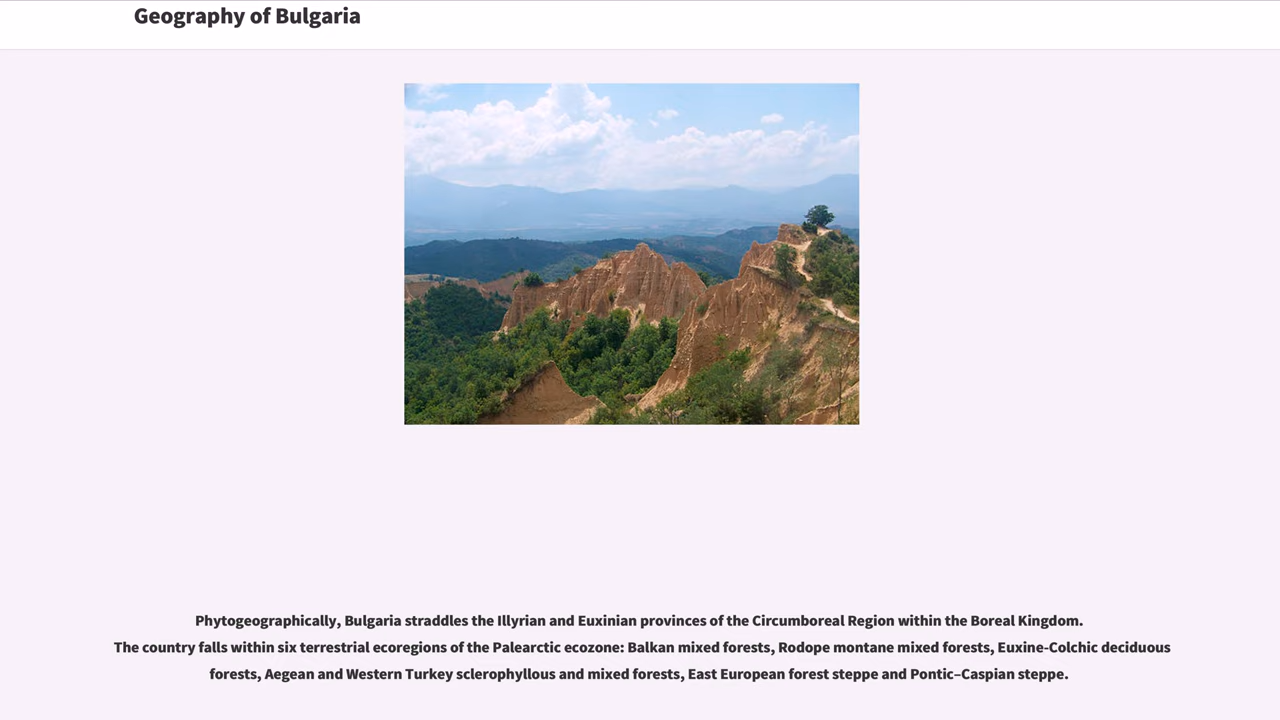 Geography of Bulgaria
Phytogeographically, Bulgaria straddles the Illyrian and Euxinian provinces of the Circumboreal Region within the Boreal Kingdom.
The country falls within six terrestrial ecoregions of the Palearctic ecozone: Balkan mixed forests, Rodope montane mixed forests, Euxine-Colchic deciduous
forests, Aegean and Western Turkey sclerophyllous and mixed forests, East European forest steppe and Pontic–Caspian steppe.